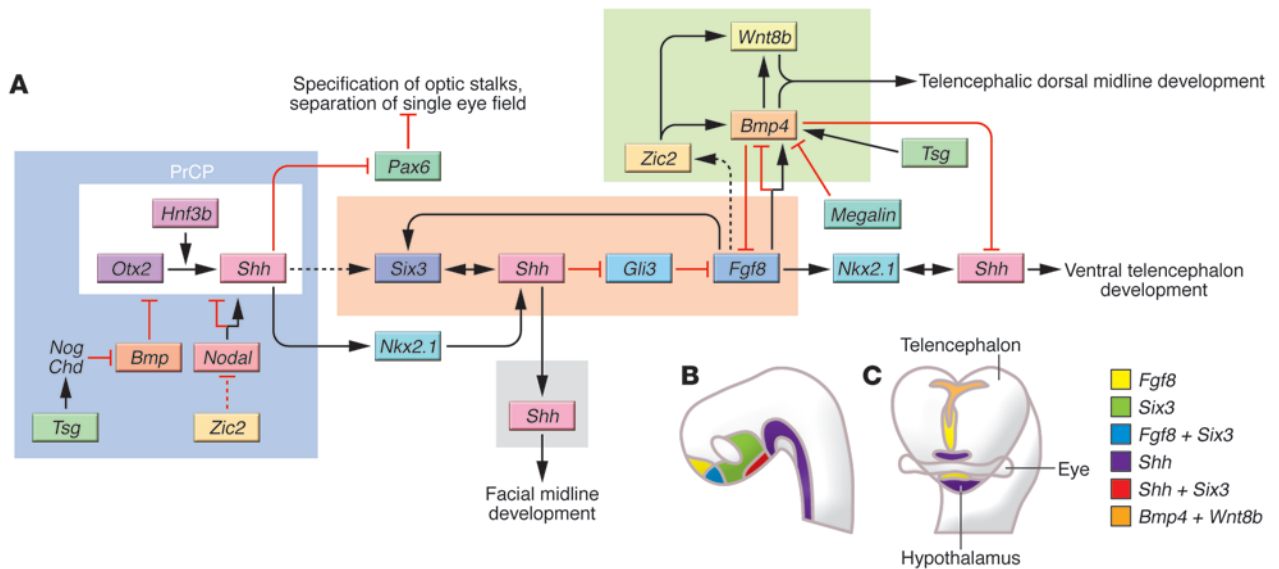 A
Specification of optic stalks,
separation of single eye field
Wnt8b
Telencephalic dorsal midline development
Bmp4
Zic2
Tsg
Pax6
PrCP
Hnf3b
Megalin
Otx2
Shh
Six3
Shh
Gli3
Fgf8
Nkx2.1
Shh
Ventral telencephalon
development
Nog
Chd
Bmp
Nodal
Nkx2.1
Tsg
Zic2
Shh
Facial midline
development
B
C
Telencephalon
Eye
Hypothalamus
Fgf8
Six3
Fgf8 + Six3
Shh
Shh + Six3
Bmp4 + Wnt8b